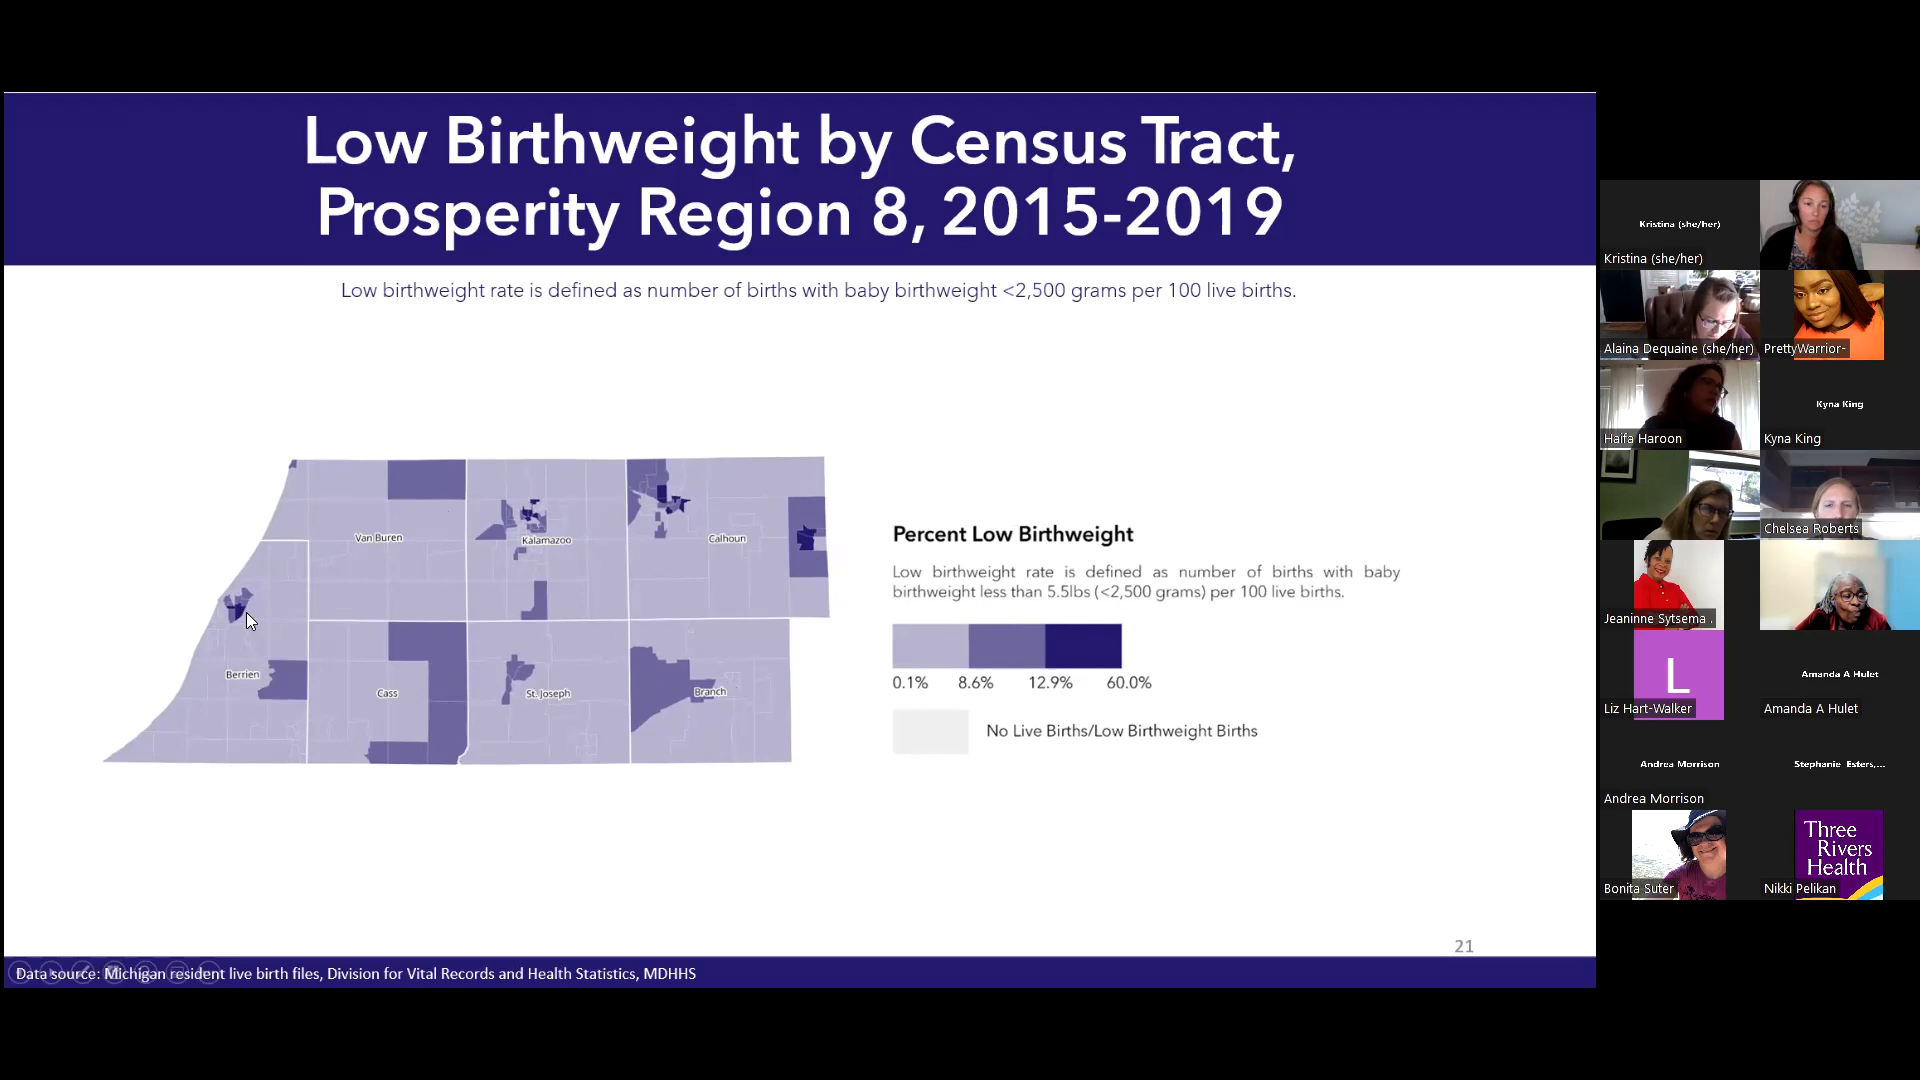 Low Birthweight by Census Tract,
Prosperity Region 8, 2015-2019
Low birthweight rate is defined as number of births with baby birthweight <2,500 grams per 100 live births.
Van Buren
Kalamazoo
Calhoun
Berrien
Cass
St. Joseph
Branch
Percent Low Birthweight
Low birthweight rate is defined as number of births with baby
birthweight less than 5.5lbs (<2,500 grams) per 100 live births.
0.1% 8.6% 12.9% 60.0%
No Live Births/Low Birthweight Births
21
Data source: Michigan resident live birth files, Division for Vital Records and Health Statistics, MDHHS
Kristina (she/her)
Kristina (she/her)
Alaina Dequaine (she/her)
PrettyWarrior-
Haifa Haroon
Kyna King
Kyna King
Chelsea Roberts
Jeaninne Sytsema .
L
Liz Hart-Walker
Amanda A Hulet
Amanda A Hulet
Andrea Morrison
Andrea Morrison
Stephanie Esters,...
Bonita Suter
Three
Rivers
Health
Nikki Pelikan